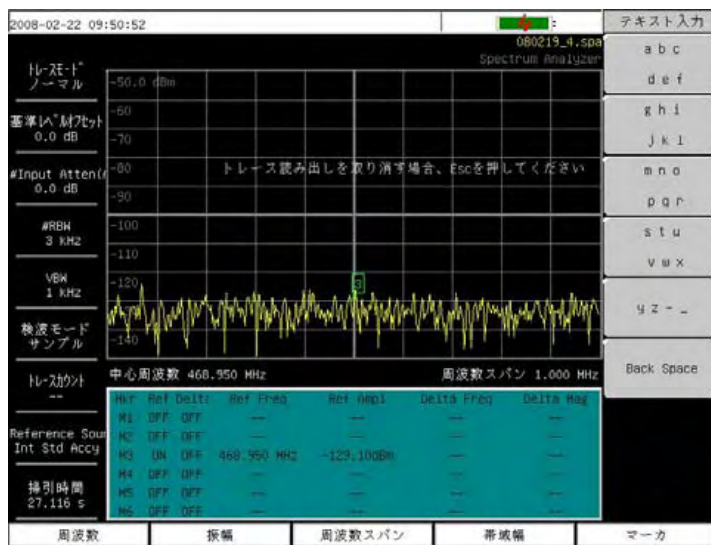 2008-02-22 09:50:52
テキスト入力
080219_4.spa
Spectrum Analyzer
a b c
d e f
g h i
j k l
m n o
p q r
s t u
v w x
y z - _
Back Space
トレースモード
ノーマル
基準レベルオフセット
0.0 dB
#Input Atten(
0.0 dB
#RBW
3 kHz
VBW
1 kHz
検波モード
サンプル
トレースカウント
--
Reference Sour
Int Std Accy
掃引時間
27.116 s
-50.0 dBm
-60
-70
-80
トレース読み出しを取り消す場合、Escを押してください
-90
-100
-110
-120
3
-140
中心周波数 468.950 MHz
周波数スパン 1.000 MHz
Mkr Ref Delta Ref Freq Ref Ampl Delta Freq Delta Mag
M1 OFF OFF -- -- -- --
M2 OFF OFF -- -- -- --
M3 ON OFF 468.950 MHz -129.10dBm -- --
M4 OFF OFF -- -- -- --
M5 OFF OFF -- -- -- --
M6 OFF OFF -- -- -- --
周波数
振幅
周波数スパン
帯域幅
マーカ